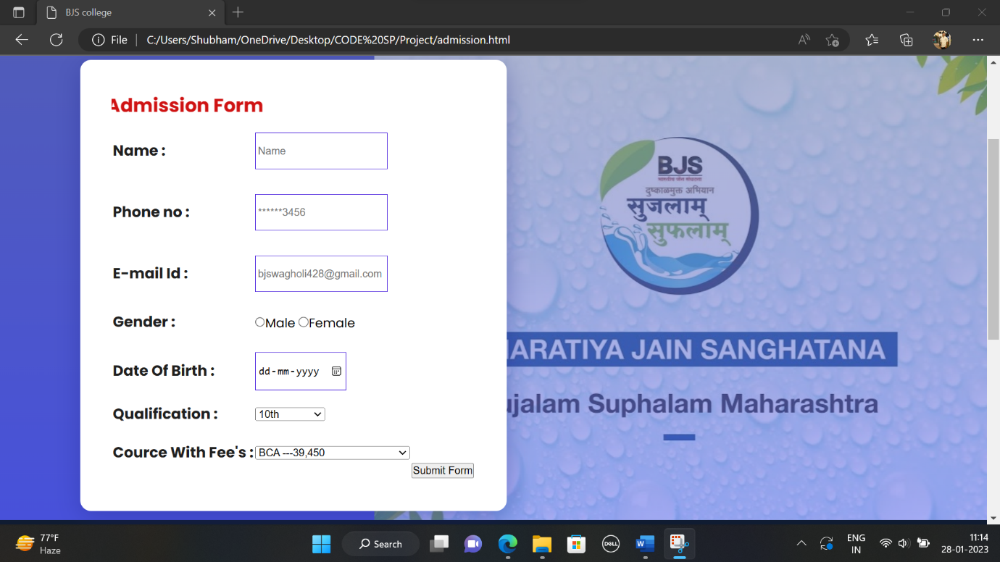 BJS college
File
C:/Users/Shubham/OneDrive/Desktop/CODE%20SP/Project/admission.html
Admission Form
Name :
Name
Phone no :
******3456
E-mail Id :
bjswagholi428@gmail.com
Gender :
Male Female
Date Of Birth :
dd-mm-yyyy
Qualification :
10th
Cource With Fee's :
BCA ---39,450
Submit Form
BJS
भारतीय जैन संघटना
दुष्काळमुक्त अभियान
सुजलाम्
सुफलाम्
ARATIYA JAIN SANGHATANA
jalam Suphalam Maharashtra
77°F
Haze
Search
DELL
ENG
IN
11:14
28-01-2023